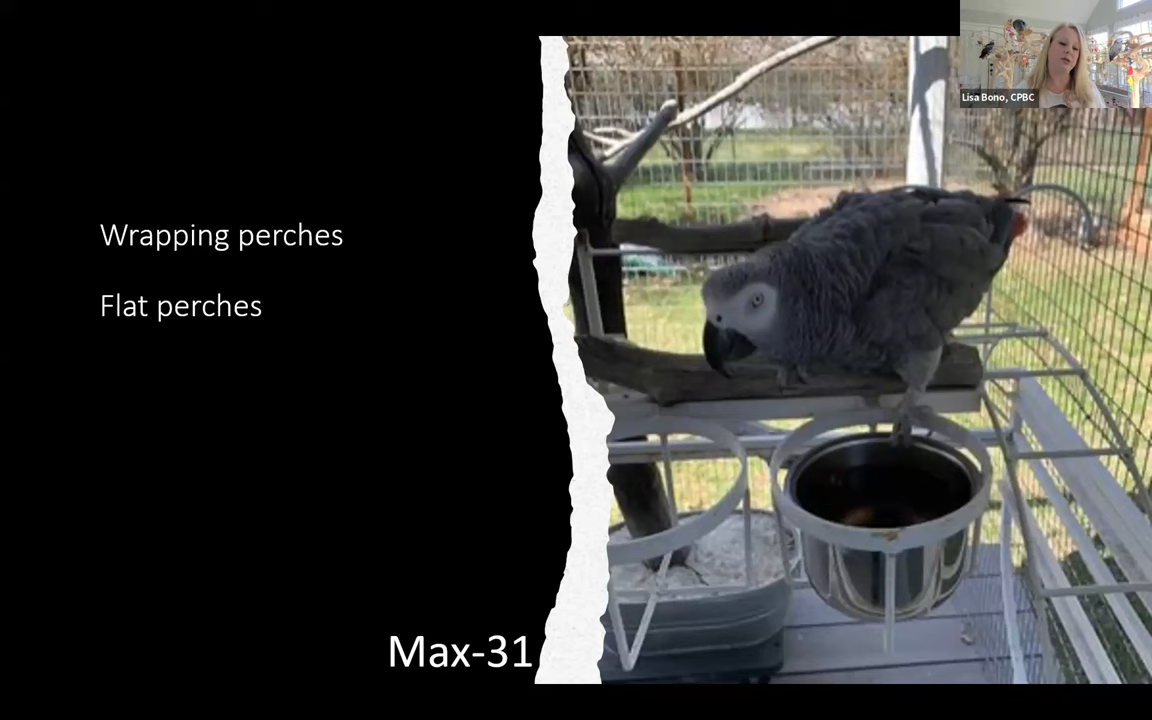 Lisa Bono, CPBC
Wrapping perches
Flat perches
Max-31